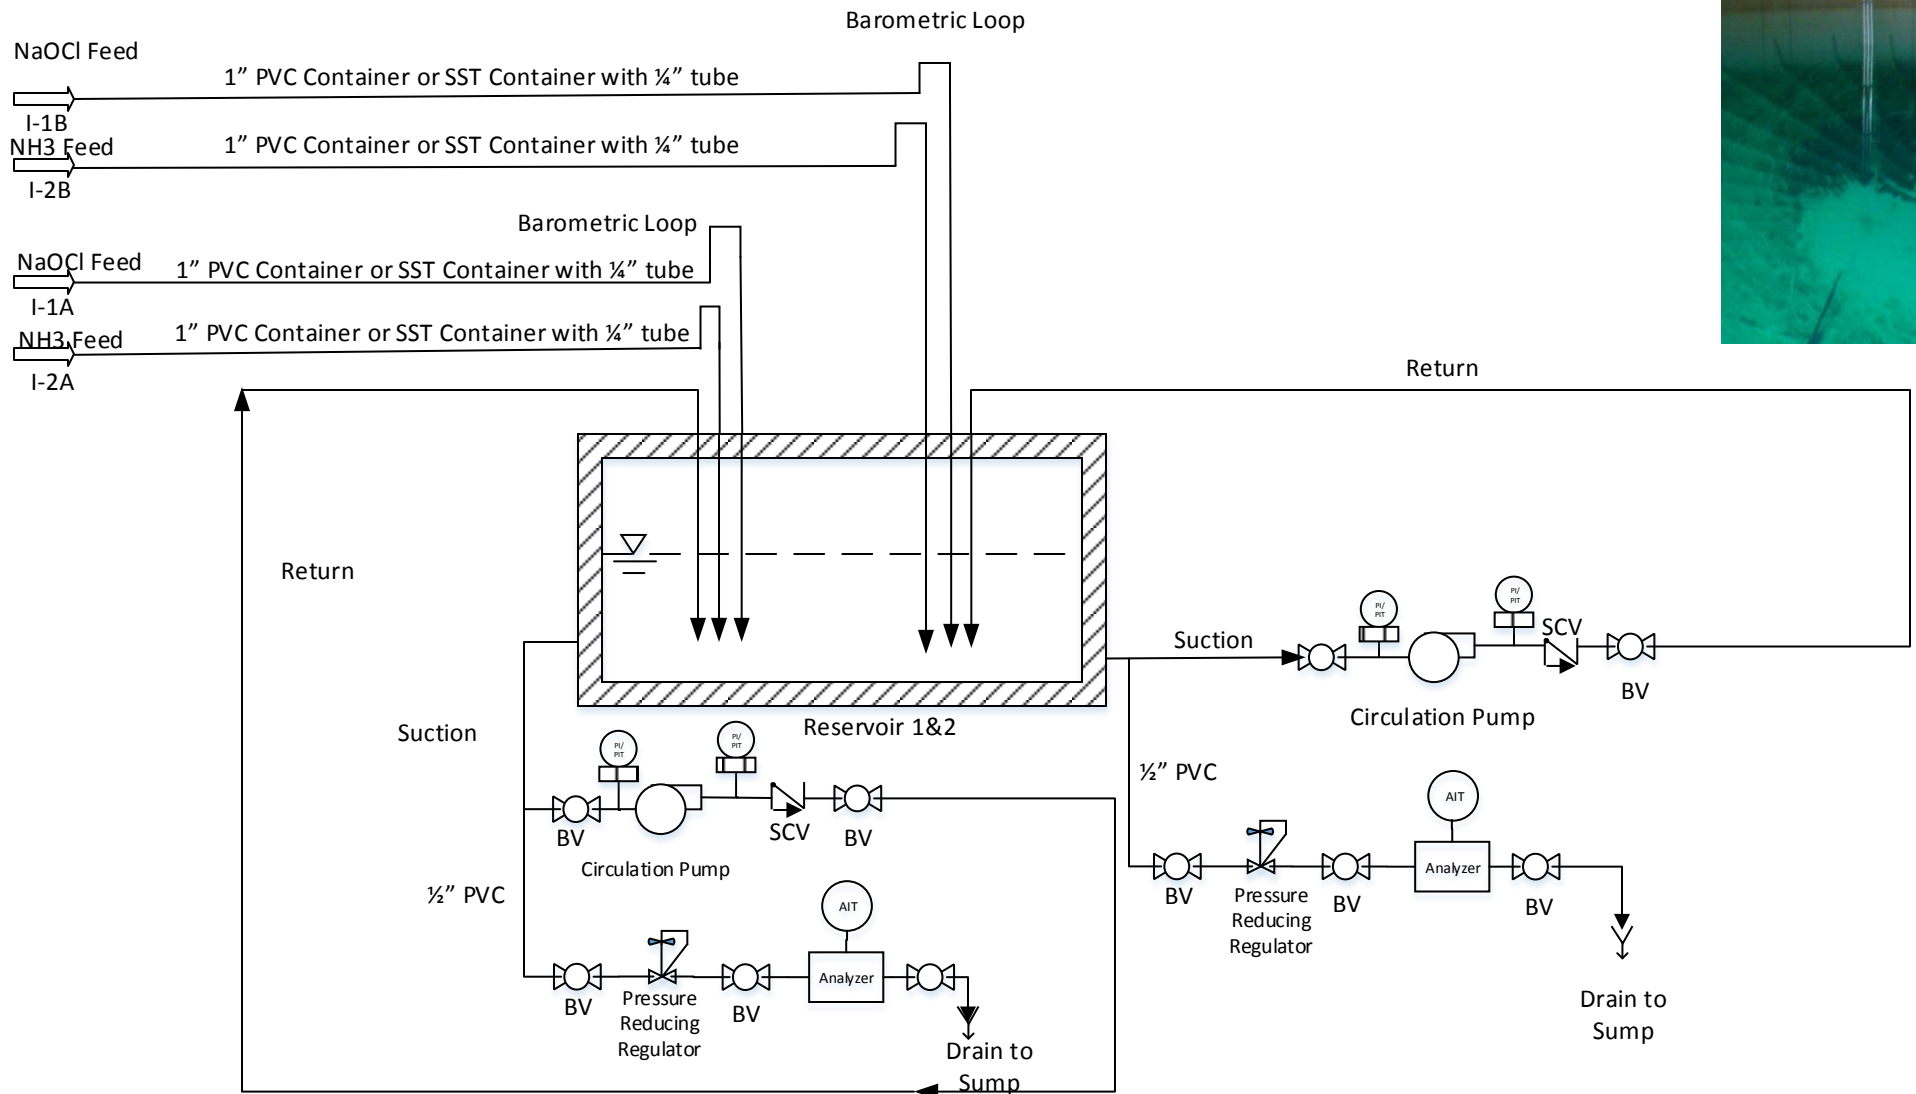 Barometric Loop
NaOCl Feed
1” PVC Container or SST Container with ¼” tube
I-1B
NH3 Feed
1” PVC Container or SST Container with ¼” tube
I-2B
Barometric Loop
NaOCl Feed
1” PVC Container or SST Container with ¼” tube
I-1A
NH3 Feed
1” PVC Container or SST Container with ¼” tube
I-2A
Return
Return
Suction
PI/
PIT
PI/
PIT
SCV
BV
Circulation Pump
Reservoir 1&2
Suction
PI/
PIT
PI/
PIT
BV
SCV
BV
Circulation Pump
½” PVC
½” PVC
AIT
Analyzer
BV
Pressure
Reducing
Regulator
BV
BV
Drain to
Sump
AIT
Analyzer
BV
Pressure
Reducing
Regulator
BV
Drain to
Sump